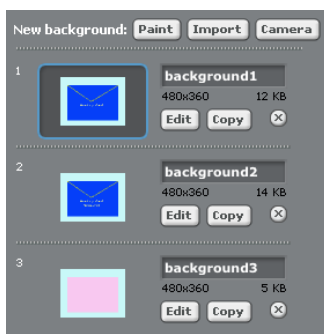 New background: Paint Import Camera
1
background1
480x360 12 KB
Edit Copy
2
background2
480x360 14 KB
Edit Copy
3
background3
480x360 5 KB
Edit Copy